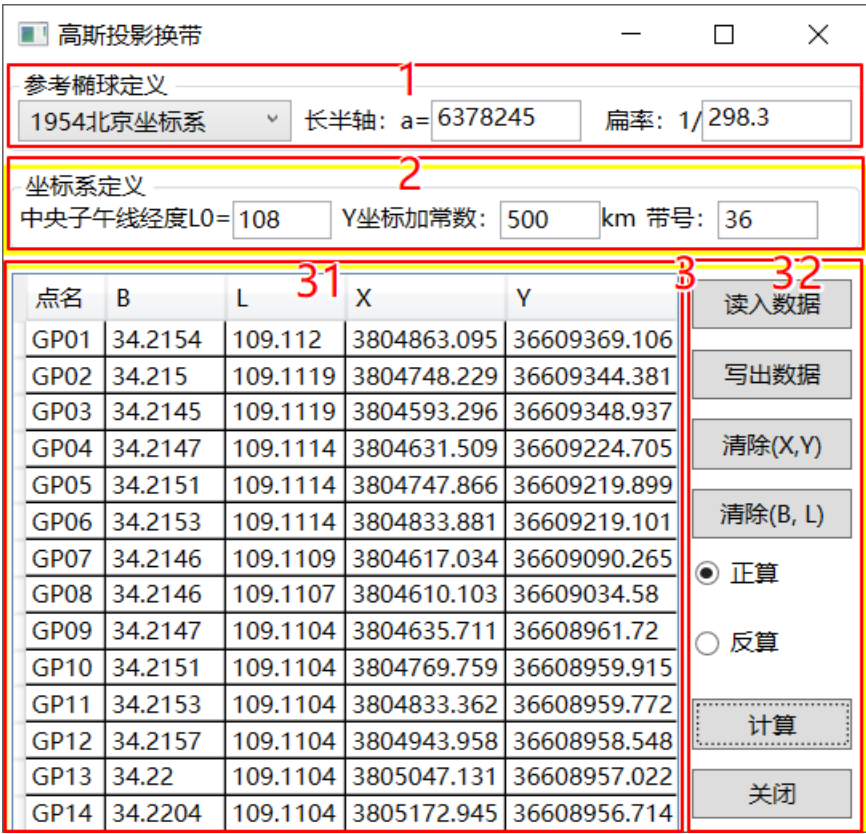 高斯投影换带
1
参考椭球定义
1954北京坐标系 长半轴：a= 6378245 扁率：1/ 298.3
2
坐标系定义
中央子午线经度L0= 108 Y坐标加常数： 500 km 带号： 36
31 3 32
点名 B L X Y
GP01 34.2154 109.112 3804863.095 36609369.106
GP02 34.215 109.1119 3804748.229 36609344.381
GP03 34.2145 109.1119 3804593.296 36609348.937
GP04 34.2147 109.1114 3804631.509 36609224.705
GP05 34.2151 109.1114 3804747.866 36609219.899
GP06 34.2153 109.1114 3804833.881 36609219.101
GP07 34.2146 109.1109 3804617.034 36609090.265
GP08 34.2146 109.1107 3804610.103 36609034.58
GP09 34.2147 109.1104 3804635.711 36608961.72
GP10 34.2151 109.1104 3804769.759 36608959.915
GP11 34.2153 109.1104 3804833.362 36608959.772
GP12 34.2157 109.1104 3804943.958 36608958.548
GP13 34.22 109.1104 3805047.131 36608957.022
GP14 34.2204 109.1104 3805172.945 36608956.714
读入数据
写出数据
清除(X,Y)
清除(B, L)
正算
反算
计算
关闭